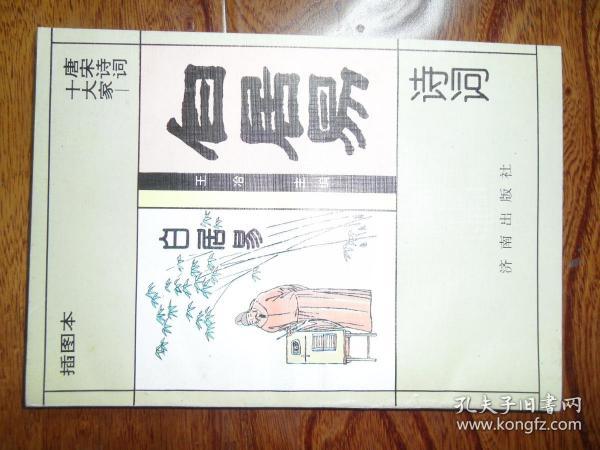 唐宋诗词
十大家—
白居易
诗词
王治主编
白居易
插图本
济南出版社
孔夫子旧书网
www.kongfz.com